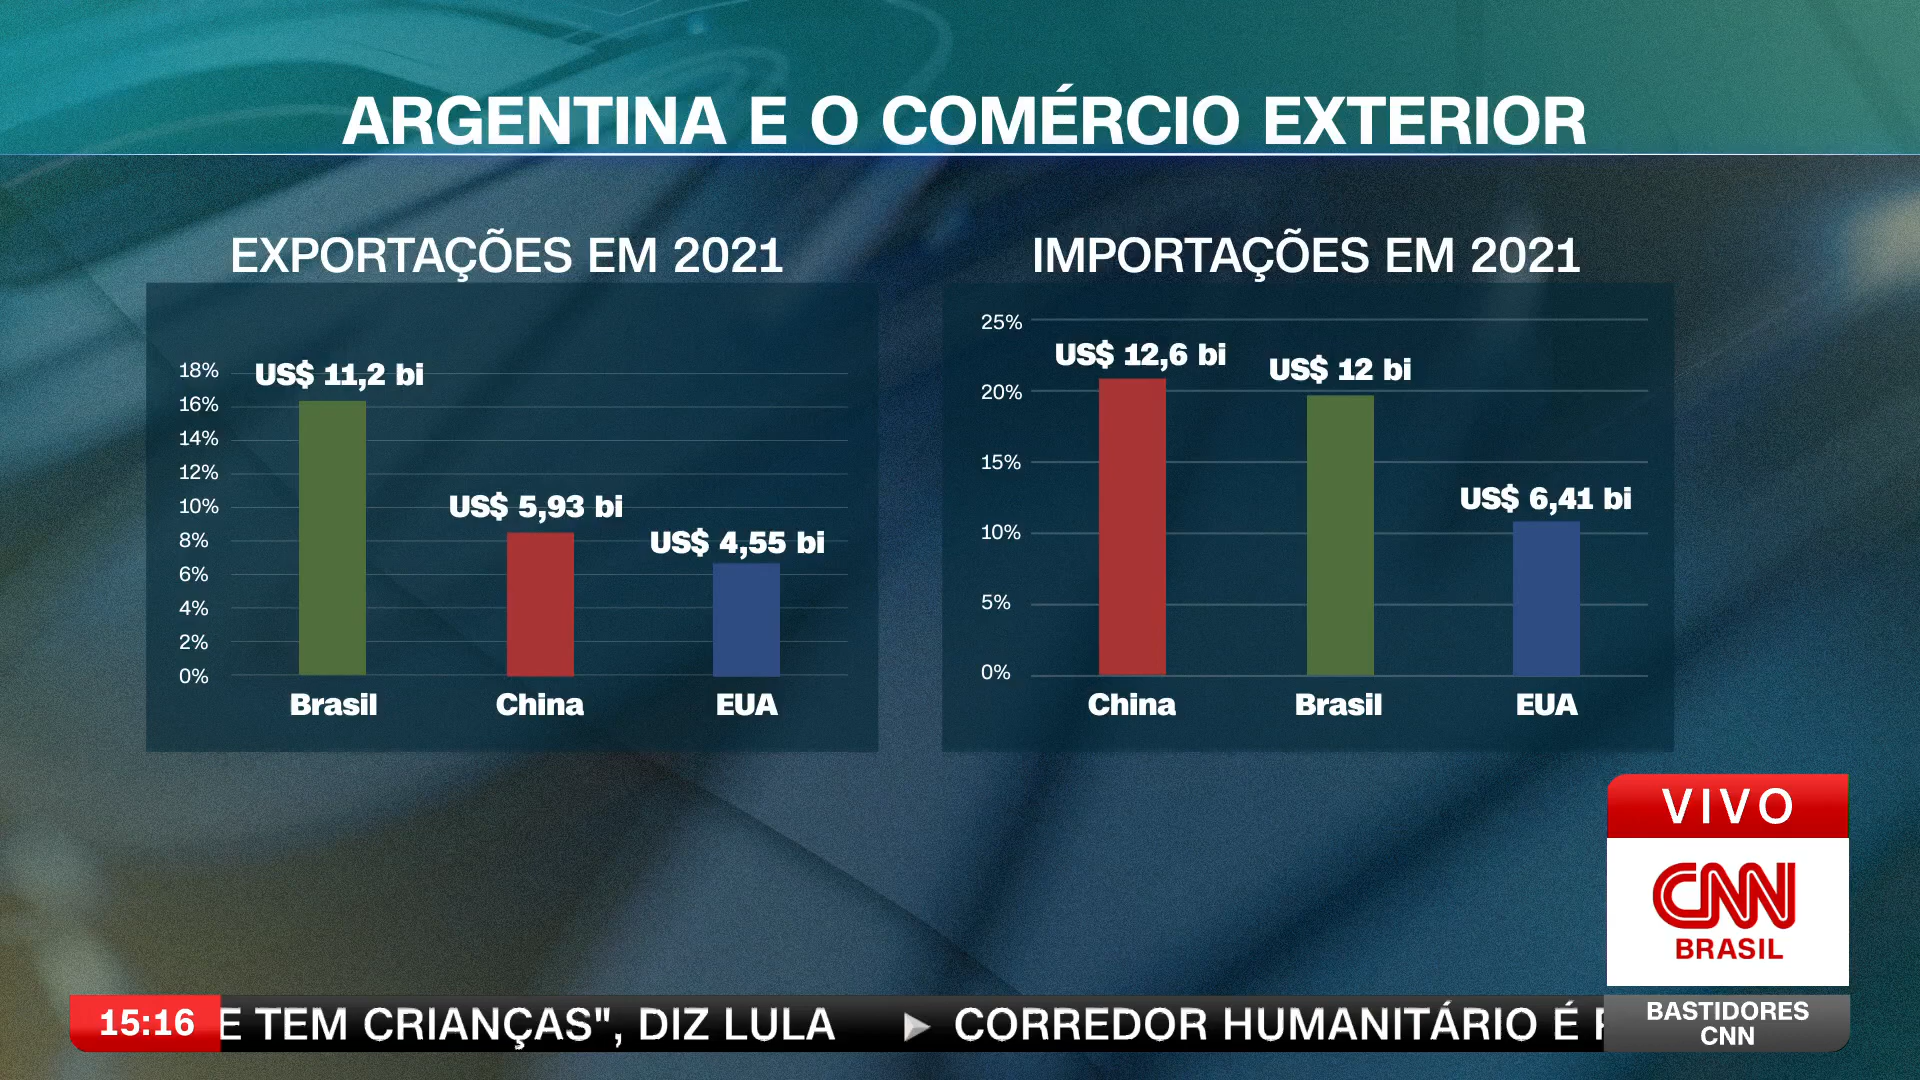 ARGENTINA E O COMÉRCIO EXTERIOR
EXPORTAÇÕES EM 2021
18%
16%
14%
12%
10%
8%
6%
4%
2%
0%
US$ 11,2 bi
US$ 5,93 bi
US$ 4,55 bi
Brasil
China
EUA
IMPORTAÇÕES EM 2021
25%
20%
15%
10%
5%
0%
US$ 12,6 bi
US$ 12 bi
US$ 6,41 bi
China
Brasil
EUA
VIVO
CNN
BRASIL
15:16
E TEM CRIANÇAS", DIZ LULA
CORREDOR HUMANITÁRIO É
BASTIDORES
CNN